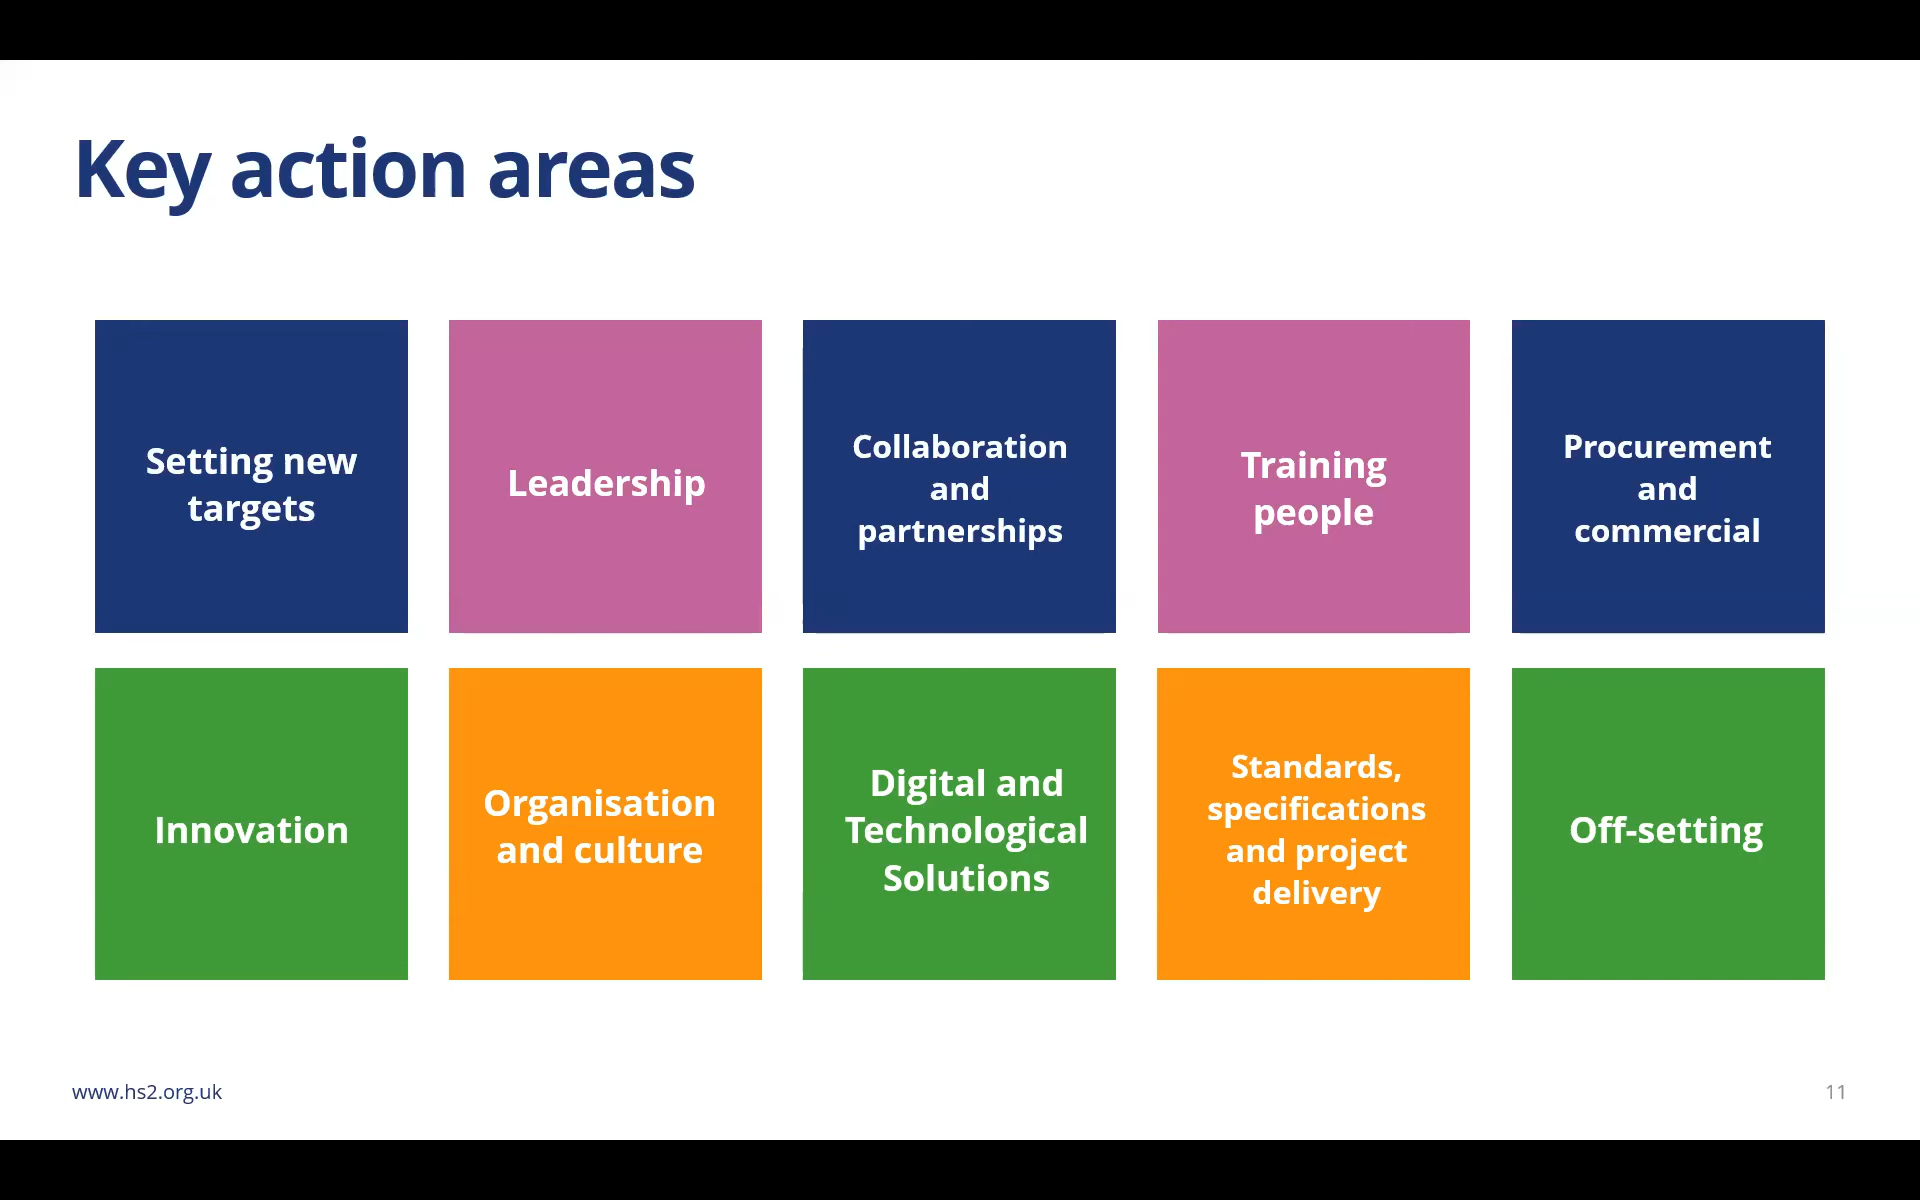 Key action areas
Setting new
targets
Leadership
Collaboration
and
partnerships
Training
people
Procurement
and
commercial
Innovation
Organisation
and culture
Digital and
Technological
Solutions
Standards,
specifications
and project
delivery
Off-setting
www.hs2.org.uk
11